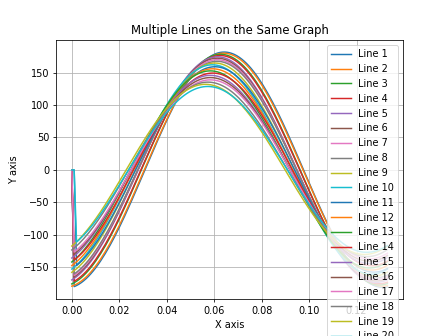 Multiple Lines on the Same Graph
Y axis
150
100
50
0
−50
−100
−150
0.00
0.02
0.04
0.06
0.08
0.10
X axis
Line 1
Line 2
Line 3
Line 4
Line 5
Line 6
Line 7
Line 8
Line 9
Line 10
Line 11
Line 12
Line 13
Line 14
Line 15
Line 16
Line 17
Line 18
Line 19
Line 20